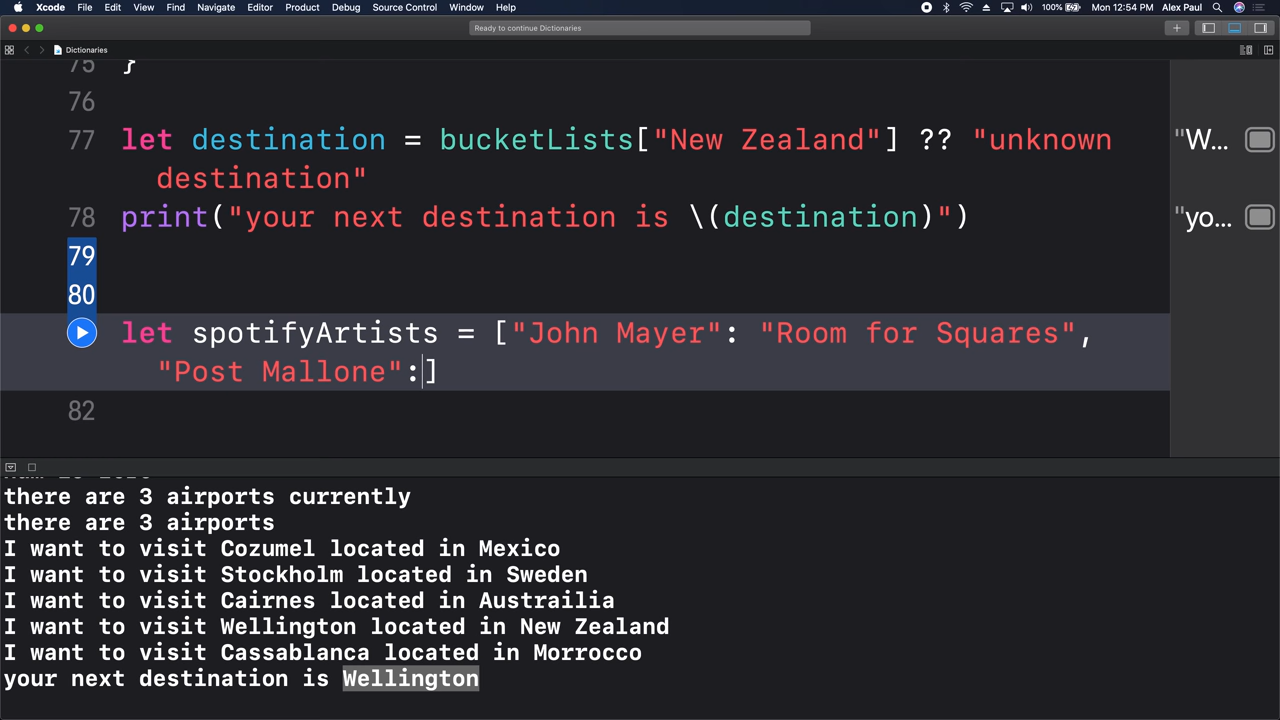 Xcode File Edit View Find Navigate Editor Product Debug Source Control Window Help 100% Mon 12:54 PM Alex Paul
Ready to continue Dictionaries
Dictionaries
75 }
76
77 let destination = bucketLists["New Zealand"] ?? "unknown "W...
destination"
78 print("your next destination is \(destination)") "yo...
79
80
let spotifyArtists = ["John Mayer": "Room for Squares",
"Post Mallone":]
82
there are 3 airports currently
there are 3 airports
I want to visit Cozumel located in Mexico
I want to visit Stockholm located in Sweden
I want to visit Cairnes located in Austrailia
I want to visit Wellington located in New Zealand
I want to visit Cassablanca located in Morrocco
your next destination is Wellington